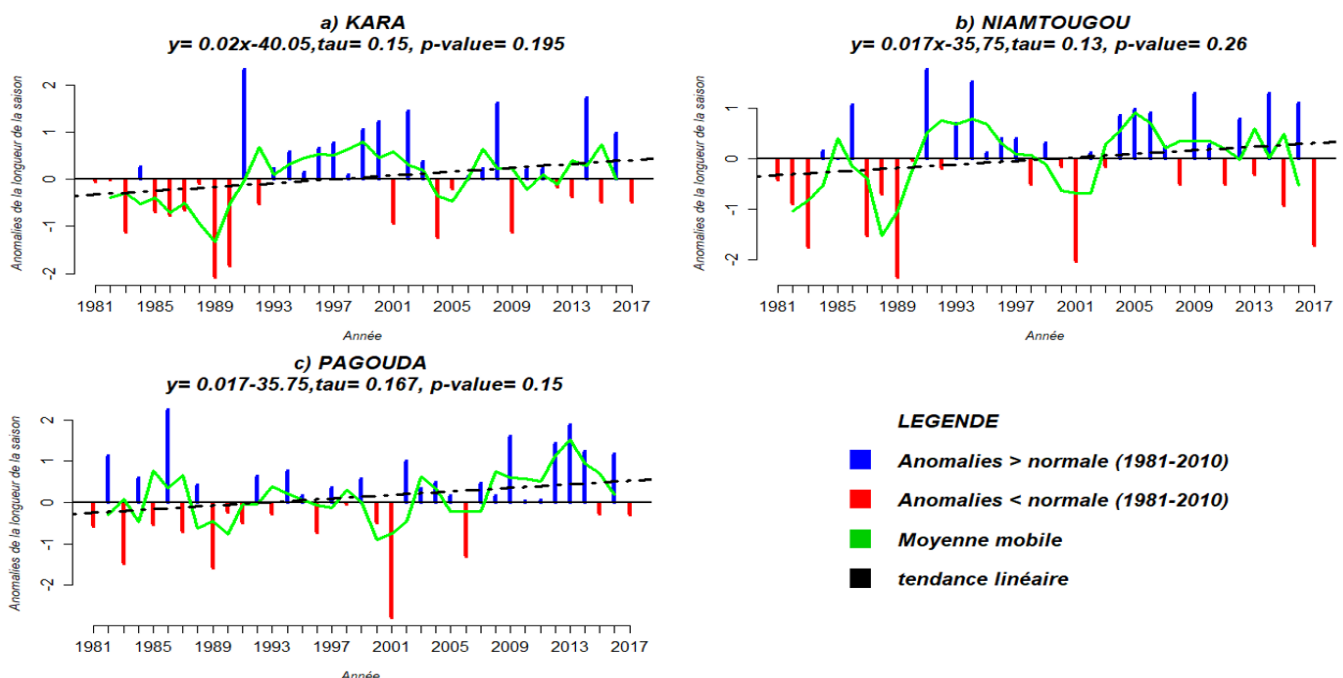 a) KARA
y= 0.02x-40.05,tau= 0.15, p-value= 0.195
Anomalies de la longueur de la saison
2
1
0
-1
-2
1981 1985 1989 1993 1997 2001 2005 2009 2013 2017
Année
b) NIAMTOUGOU
y= 0.017x-35,75,tau= 0.13, p-value= 0.26
Anomalies de la longueur de la saison
1
0
-1
-2
1981 1985 1989 1993 1997 2001 2005 2009 2013 2017
Année
c) PAGOUDA
y= 0.017-35.75,tau= 0.167, p-value= 0.15
Anomalies de la longueur de la saison
2
1
0
-1
-2
1981 1985 1989 1993 1997 2001 2005 2009 2013 2017
Année
LEGENDE
Anomalies > normale (1981-2010)
Anomalies < normale (1981-2010)
Moyenne mobile
tendance linéaire